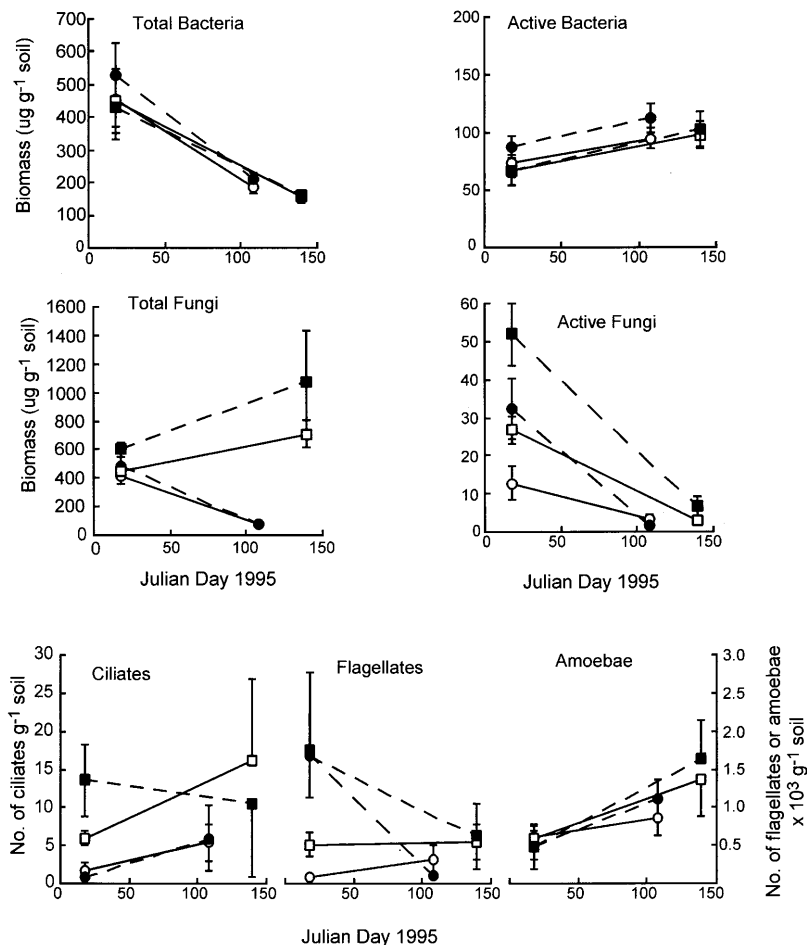 Total Bacteria
Biomass (ug g-1 soil)
700
600
500
400
300
200
100
0
0 50 100 150
Active Bacteria
200
150
100
50
0
0 50 100 150
Total Fungi
Biomass (ug g-1 soil)
1600
1400
1200
1000
800
600
400
200
0
0 50 100 150
Julian Day 1995
Active Fungi
60
50
40
30
20
10
0
0 50 100 150
Julian Day 1995
No. of ciliates g-1 soil
30
25
20
15
10
5
0
Ciliates
Flagellates
Amoebae
3.0
2.5
2.0
1.5
1.0
0.5
No. of flagellates or amoebae
x 103 g-1 soil
0 50 100 150
0 50 100 150
0 50 100 150
Julian Day 1995